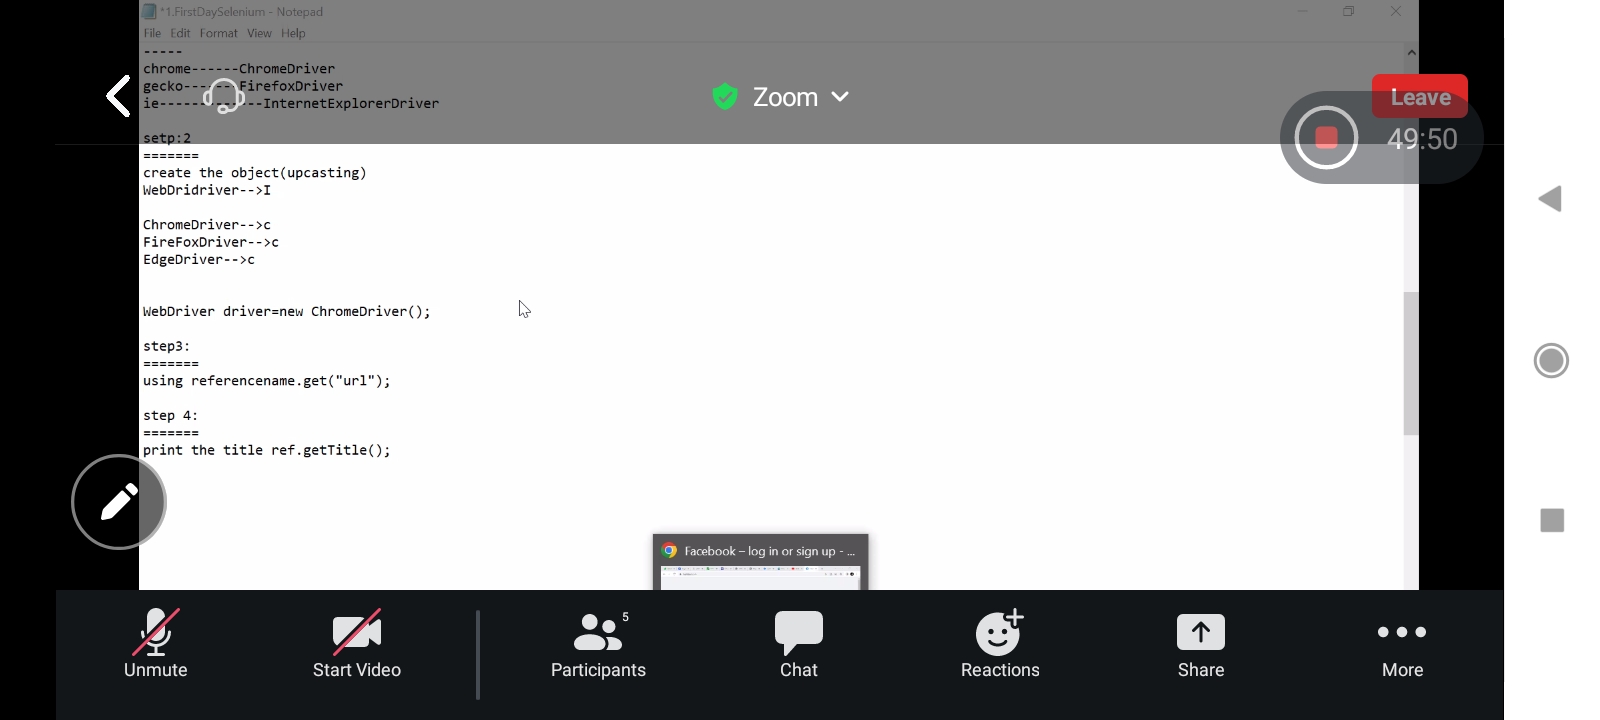 *1.FirstDaySelenium - Notepad
File Edit Format View Help
-----
chrome------ChromeDriver
gecko-------FirefoxDriver
ie-------------InternetExplorerDriver
Zoom
Leave
49:50
setp:2
=======
create the object(upcasting)
WebDridriver-->I
ChromeDriver-->c
FireFoxDriver-->c
EdgeDriver-->c
WebDriver driver=new ChromeDriver();
step3:
=======
using referencename.get("url");
step 4:
=======
print the title ref.getTitle();
Facebook – log in or sign up - ...
5
Unmute
Start Video
Participants
Chat
Reactions
Share
More